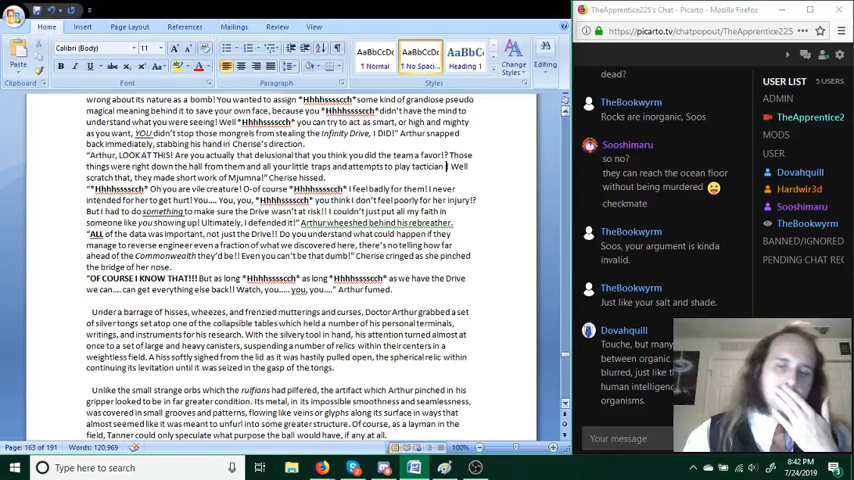 TheApprentice225's Chat - Picarto - Mozilla Firefox
Home
Insert
Page Layout
References
Mailings
Review
View
https://picarto.tv/chatpopout/TheApprentice225
Calibri (Body)
11
Paste
AaBbCcDc
AaBbCcDc
AaBbC
¶ Normal
¶ No Spaci...
Heading 1
Change
Styles
Editing
Clipboard
Font
Paragraph
Styles
wrong about its nature as a bomb! You wanted to assign *Hhhhsssscch*some kind of grandiose pseudo
magical meaning behind it to save your own face, because you *Hhhhsssscch*didn't have the mind to
understand what you were seeing! Well *Hhhhsssscch* you can try to act as smart, or high and mighty
as you want, YOU didn't stop those mongrels from stealing the Infinity Drive, I DID!" Arthur snapped
back immediately, stabbing his hand in Cherise's direction.
"Arthur, LOOK AT THIS! Are you actually that delusional that you think you did the team a favor!? Those
things were right down the hall from them and all your little traps and attempts to play tactician Well
scratch that, they made short work of Mjumna!" Cherise hissed.
"*Hhhhsssscch* Oh you are vile creature! O-of course *Hhhhsssscch* I feel badly for them! I never
intended for her to get hurt! You.... You, you, *Hhhhsssscch* you think I don't feel poorly for her injury!?
But I had to do something to make sure the Drive wasn't at risk!! I couldn't just put all my faith in
someone like you showing up! Ultimately, I defended it!" Arthur wheeshed behind his rebreather.
"ALL of the data was important, not just the Drive!! Do you understand what could happen if they
manage to reverse engineer even a fraction of what we discovered here, there's no telling how far
ahead of the Commonwealth they'd be!! Even you can't be that dumb!" Cherise cringed as she pinched
the bridge of her nose.
"OF COURSE I KNOW THAT!!! But as long *Hhhhsssscch* as long *Hhhhsssscch* as we have the Drive
we can.... can get everything else back!! Watch, you..... you, you...." Arthur fumed.
Under a barrage of hisses, wheezes, and frenzied mutterings and curses, Doctor Arthur grabbed a set
of silver tongs set atop one of the collapsible tables which held a number of his personal terminals,
writings, and instruments for his research. With the silvery tool in hand, his attention turned almost at
once to a set of large and heavy canisters, suspending a number of relics within their centers in a
weightless field. A hiss softly sighed from the lid as it was hastily pulled open, the spherical relic within
continuing its levitation until it was seized in the gasp of the tongs.
Unlike the small strange orbs which the ruifians had pilfered, the artifact which Arthur pinched in his
gripper looked to be in far greater condition. Its metal, in its impossible smoothness and seamlessness,
was covered in small grooves and patterns, flowing like veins or glyphs along its surface in ways that
almost seemed like it was meant to unfurl into some greater structure. Of course, as a layman in the
field, Tanner could only speculate what purpose the ball would have, if any at all.
Page: 163 of 191
Words: 120,969
100%
dead?
TheBookwyrm
Rocks are inorganic, Soos
Sooshimaru
so no?
they can reach the ocean floor
without being murdered
checkmate
TheBookwyrm
Soos, your argument is kinda
invalid.
TheBookwyrm
Just like your salt and shade.
Dovahquill
Touche, but many
between organic
blurred, just like th
human intelligenc
organisms.
Send a Message
USER LIST
5 USERS
ADMIN
TheApprentice2
MODS
Dovahquill
Hardwir3d
Sooshimaru
TheBookwyrm
BANNED/IGNORED
PENDING CHAT REQ
Type here to search
8:42 PM
7/24/2019